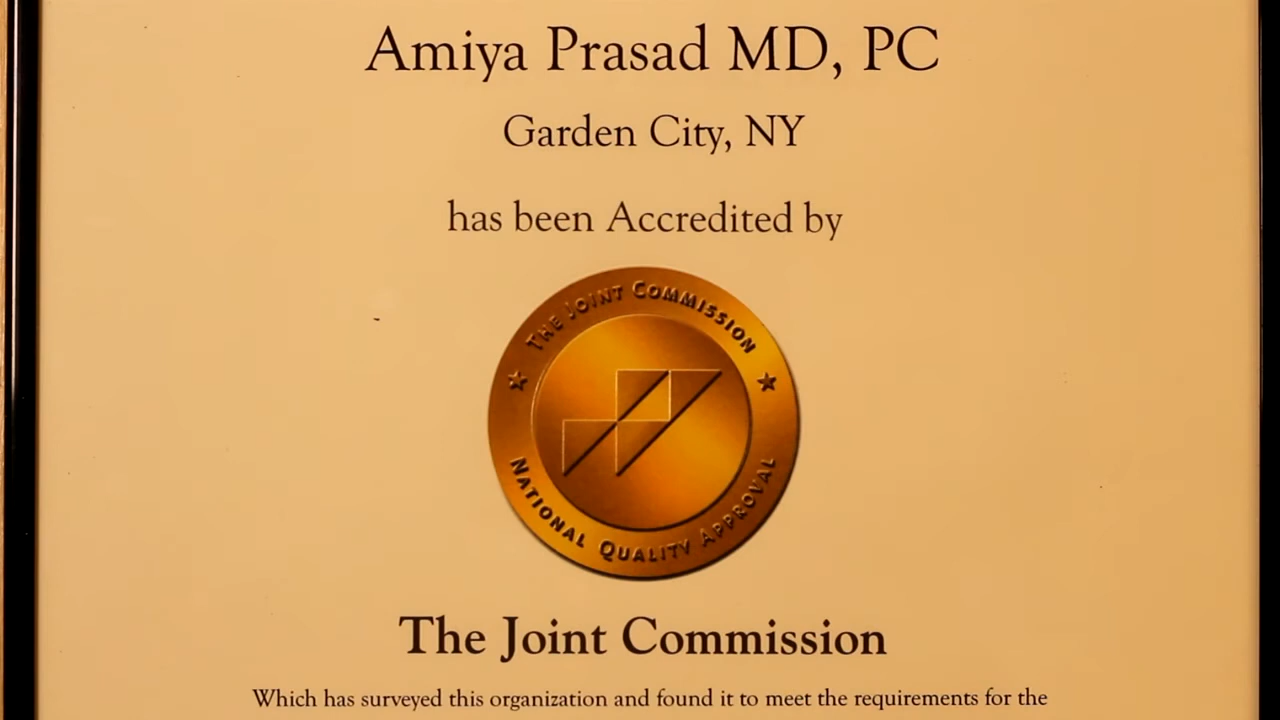 Amiya Prasad MD, PC
Garden City, NY
has been Accredited by
THE JOINT COMMISSION
NATIONAL QUALITY APPROVAL
The Joint Commission
Which has surveyed this organization and found it to meet the requirements for the